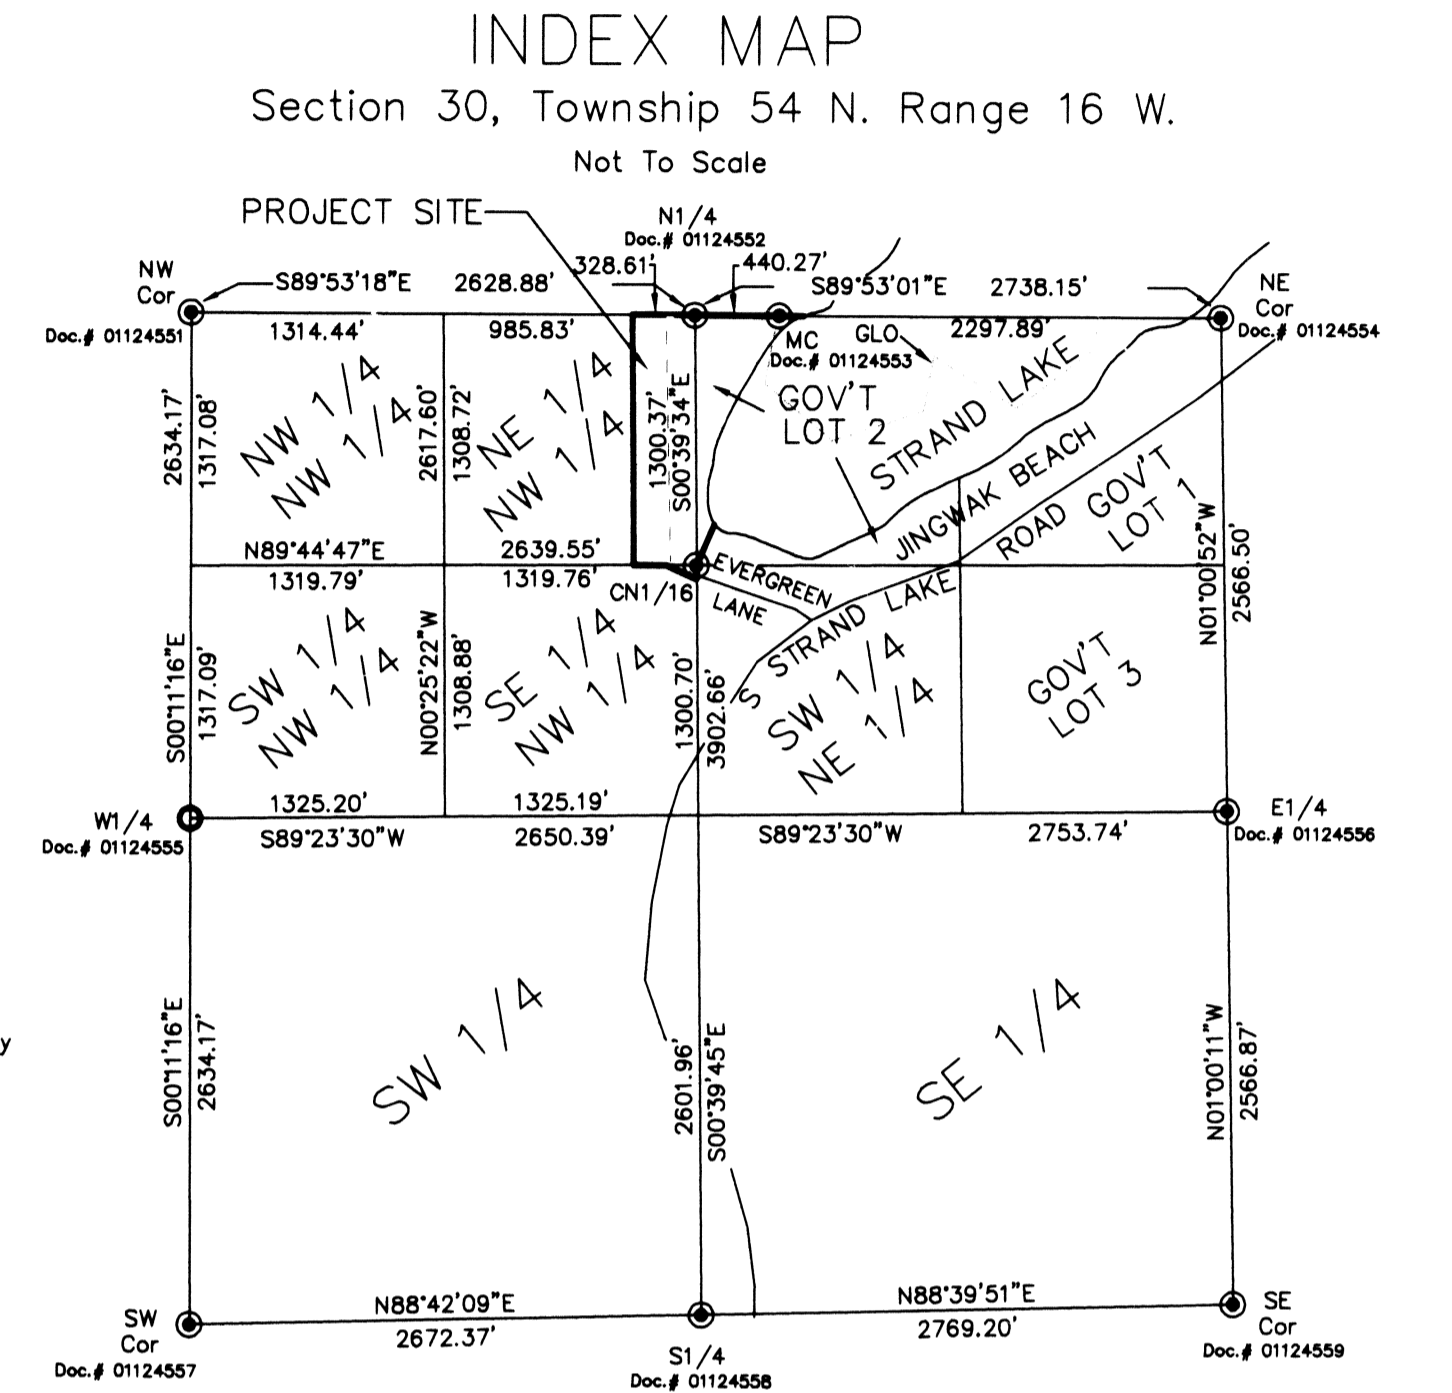 INDEX MAP
Section 30, Township 54 N. Range 16 W.
Not To Scale
PROJECT SITE
N1/4
Doc.# 01124552
328.61'
440.27'
NW
Cor
S89°53'18"E
2628.88'
S89°53'01"E
2738.15'
NE
Cor
Doc.# 01124551
1314.44'
985.83'
MC
Doc.# 01124553
GLO
2297.89'
Doc.# 01124554
2634.17'
1317.08'
NW 1/4
NW 1/4
2617.60'
1308.72'
NE 1/4
NW 1/4
1300.37'
S00°39'34"E
GOV'T
LOT 2
STRAND LAKE
JINGWAK BEACH
ROAD
GOV'T
LOT 1
N01°00'52"W
2566.50'
N89°44'47"E
2639.55'
1319.79'
1319.76'
CN1/16
EVERGREEN
LANE
S STRAND LAKE
S00°11'16"E
1317.09'
SW 1/4
NW 1/4
N00°25'22"W
1308.88'
SE 1/4
NW 1/4
1300.70'
3902.66'
SW 1/4
NE 1/4
GOV'T
LOT 3
1325.20'
1325.19'
W1/4
Doc.# 01124555
S89°23'30"W
2650.39'
S89°23'30"W
2753.74'
E1/4
Doc.# 01124556
y
S00°11'16"E
2634.17'
SW 1/4
2601.96'
S00°39'45"E
SE 1/4
N01°00'11"W
2566.87'
SW
Cor
Doc.# 01124557
N88°42'09"E
2672.37'
S1/4
Doc.# 01124558
N88°39'51"E
2769.20'
SE
Cor
Doc.# 01124559